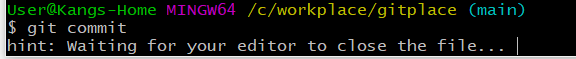 User@Kangs-Home MINGW64 /c/workplace/gitplace (main)
$ git commit
hint: Waiting for your editor to close the file...